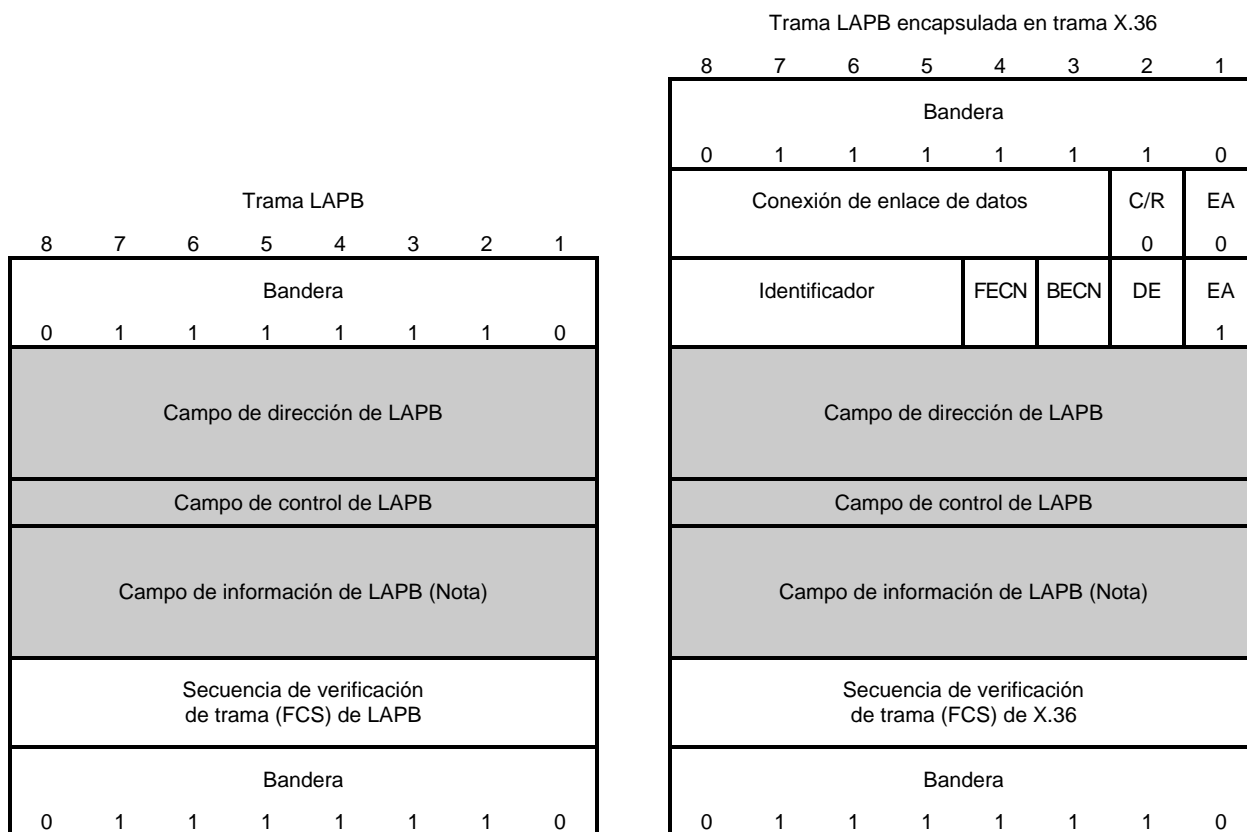 Trama LAPB
8 7 6 5 4 3 2 1
Bandera
0 1 1 1 1 1 1 0
Campo de dirección de LAPB
Campo de control de LAPB
Campo de información de LAPB (Nota)
Secuencia de verificación
de trama (FCS) de LAPB
Bandera
0 1 1 1 1 1 1 0
Trama LAPB encapsulada en trama X.36
8 7 6 5 4 3 2 1
Bandera
0 1 1 1 1 1 1 0
Conexión de enlace de datos C/R EA
0 0
Identificador FECN BECN DE EA
1
Campo de dirección de LAPB
Campo de control de LAPB
Campo de información de LAPB (Nota)
Secuencia de verificación
de trama (FCS) de X.36
Bandera
0 1 1 1 1 1 1 0